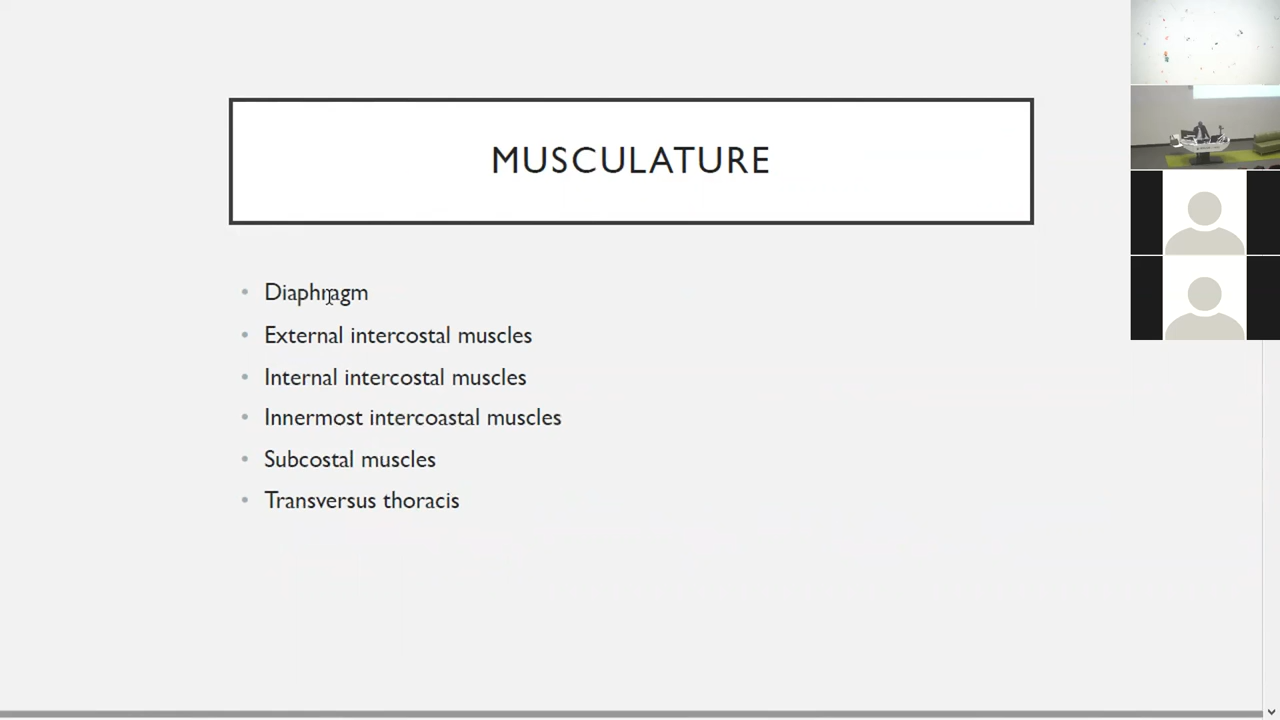 MUSCULATURE
• Diaphragm
• External intercostal muscles
• Internal intercostal muscles
• Innermost intercoastal muscles
• Subcostal muscles
• Transversus thoracis